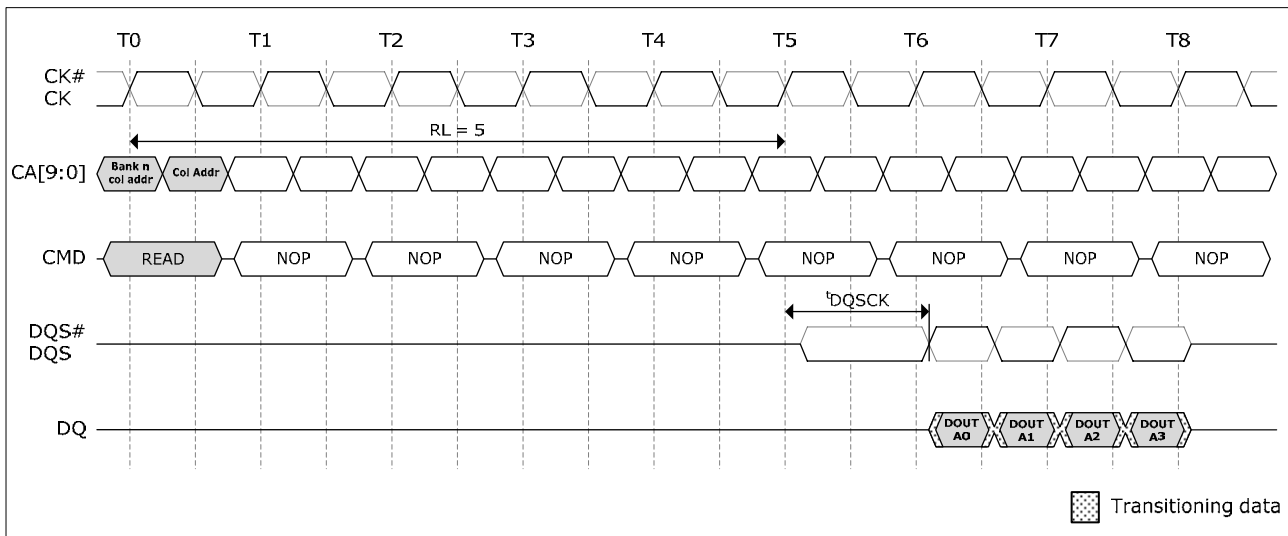 T0 T1 T2 T3 T4 T5 T6 T7 T8
CK#
CK
RL = 5
CA[9:0]
Bank n
col addr
Col Addr
CMD
READ NOP NOP NOP NOP NOP NOP NOP NOP
tDQSCK
DQS#
DQS
DQ
DOUT
A0
DOUT
A1
DOUT
A2
DOUT
A3
Transitioning data